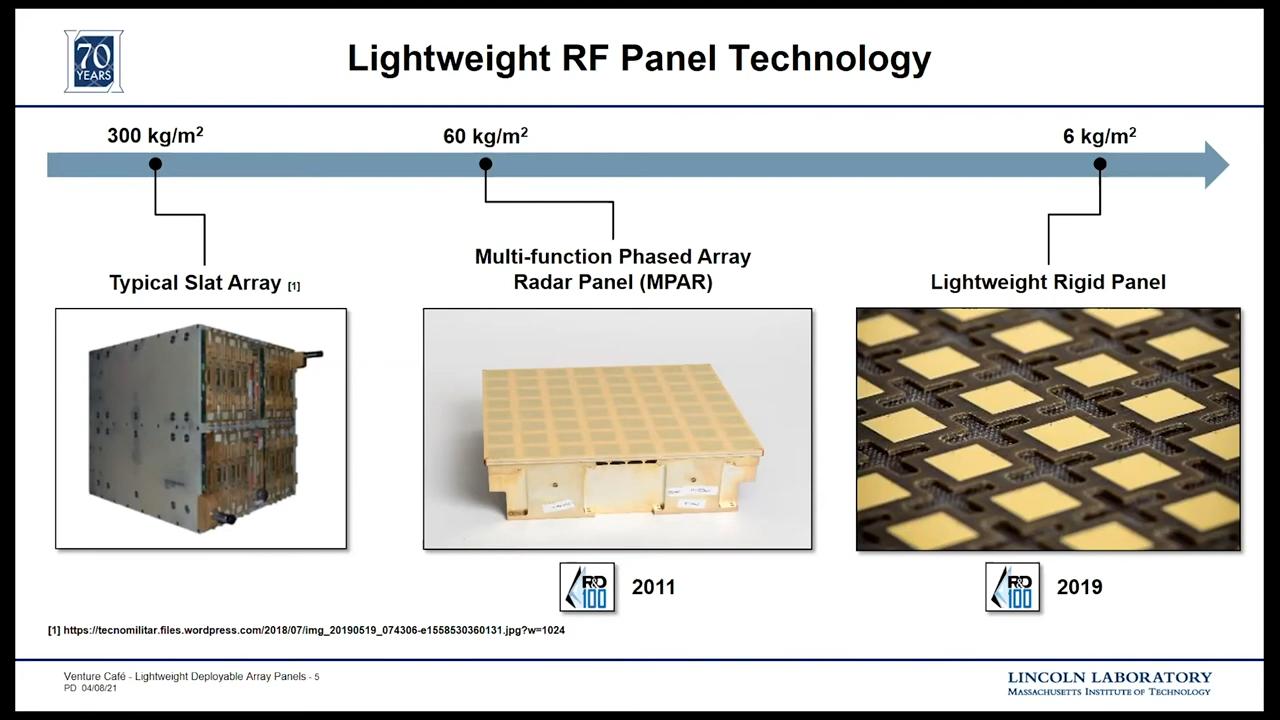 70
YEARS
Lightweight RF Panel Technology
300 kg/m²
60 kg/m²
6 kg/m²
Typical Slat Array [1]
Multi-function Phased Array
Radar Panel (MPAR)
Lightweight Rigid Panel
R&D
100
2011
R&D
100
2019
[1] https://tecnomilitar.files.wordpress.com/2018/07/img_20190519_074306-e1558530360131.jpg?w=1024
Venture Café - Lightweight Deployable Array Panels - 5
PD 04/08/21
LINCOLN LABORATORY
MASSACHUSETTS INSTITUTE OF TECHNOLOGY